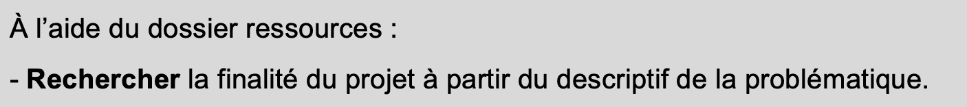 À l’aide du dossier ressources :
- Rechercher la finalité du projet à partir du descriptif de la problématique.